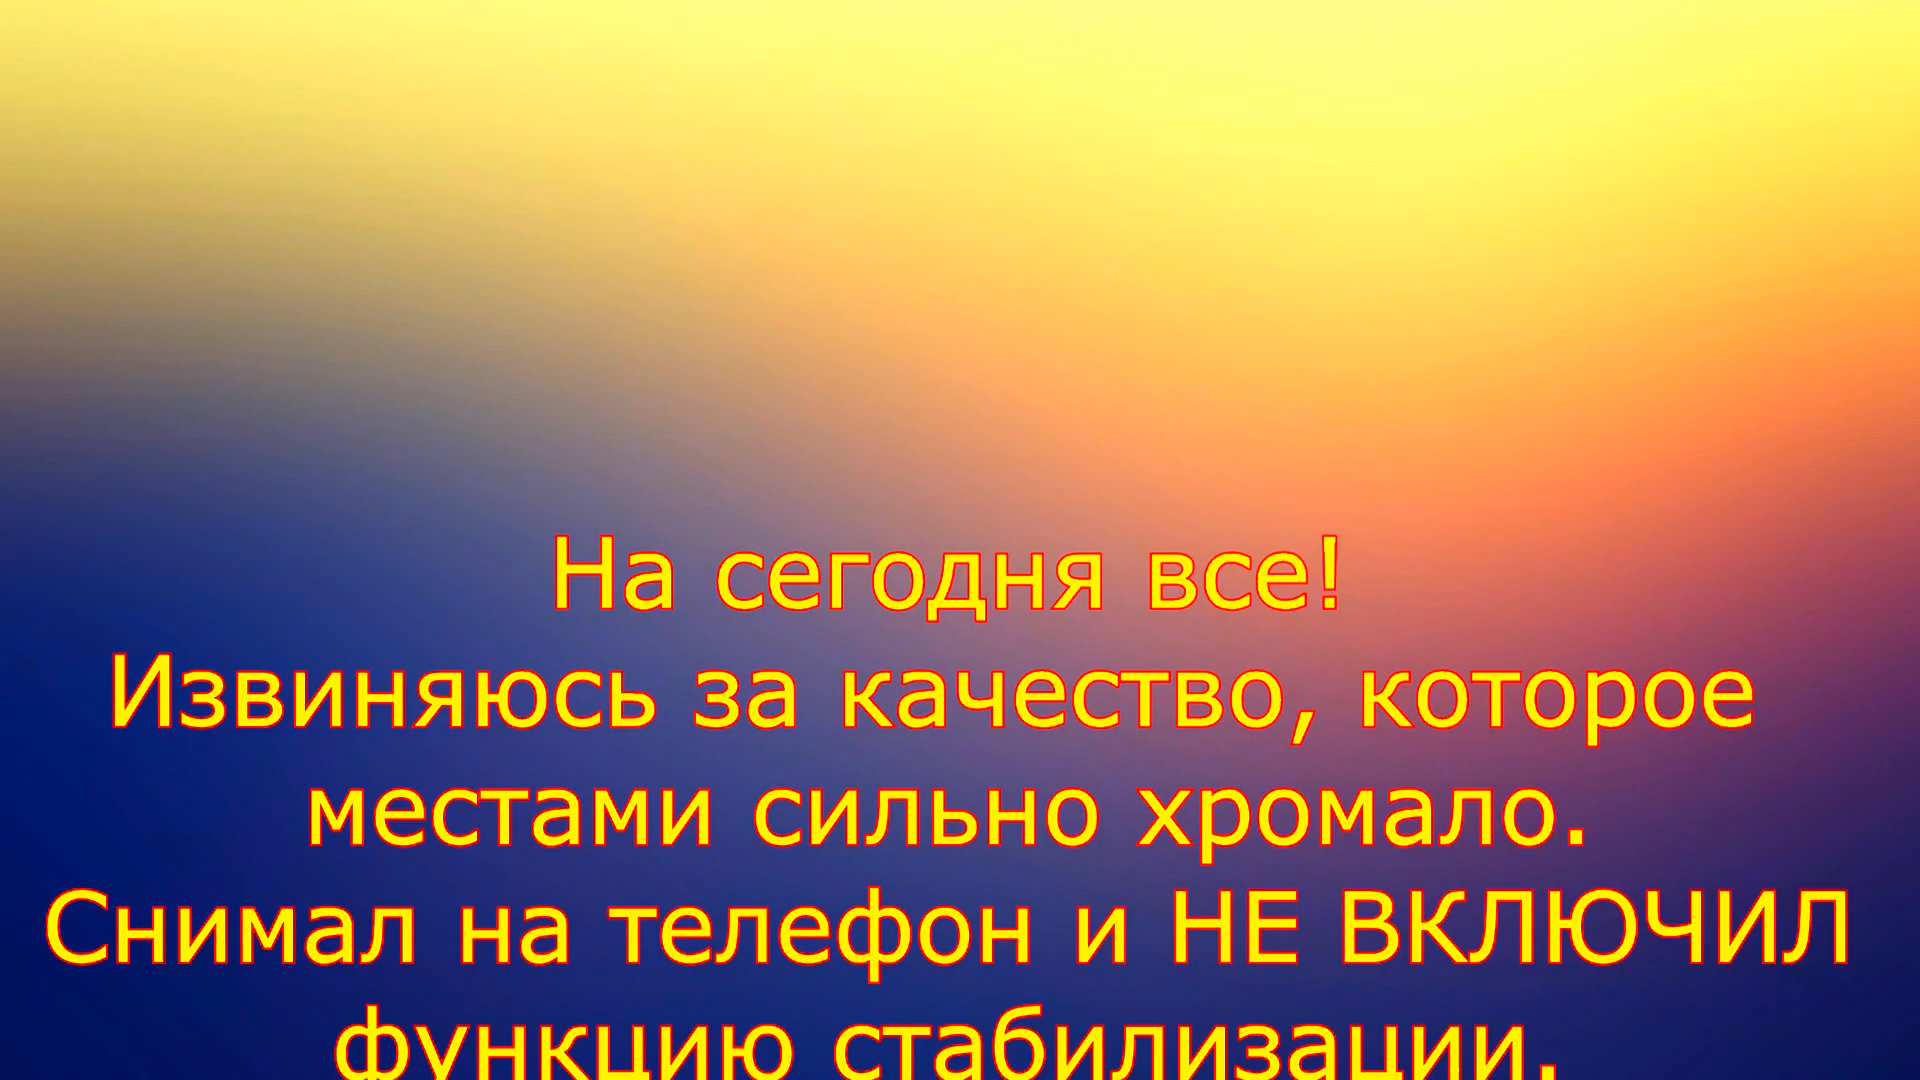 На сегодня все!
Извиняюсь за качество, которое
местами сильно хромало.
Снимал на телефон и НЕ ВКЛЮЧИЛ
функцию стабилизации.